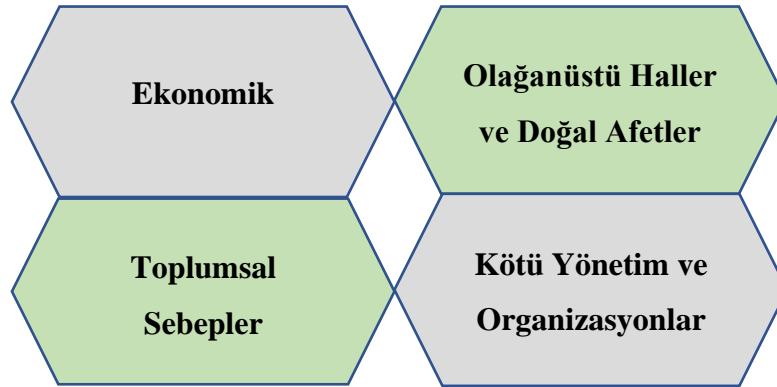 Ekonomik
Olağanüstü Haller
ve Doğal Afetler
Toplumsal
Sebepler
Kötü Yönetim ve
Organizasyonlar